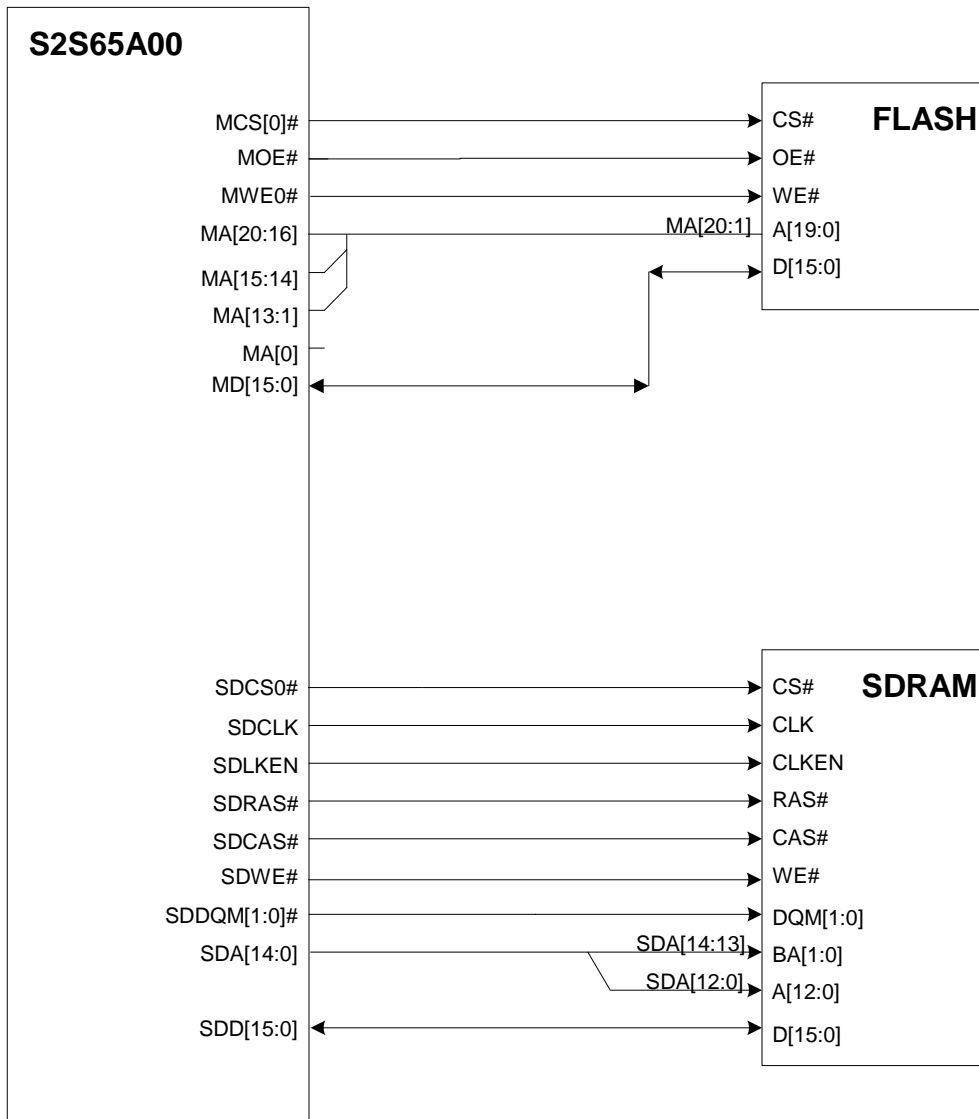 S2S65A00
MCS[0]# CS# FLASH
MOE# OE#
MWE0# WE#
MA[20:16] MA[20:1] A[19:0]
MA[15:14] D[15:0]
MA[13:1]
MA[0]
MD[15:0]
SDCS0# CS# SDRAM
SDCLK CLK
SDLKEN CLKEN
SDRAS# RAS#
SDCAS# CAS#
SDWE# WE#
SDDQM[1:0]# DQM[1:0]
SDA[14:0] SDA[14:13] BA[1:0]
SDA[12:0] A[12:0]
SDD[15:0] D[15:0]